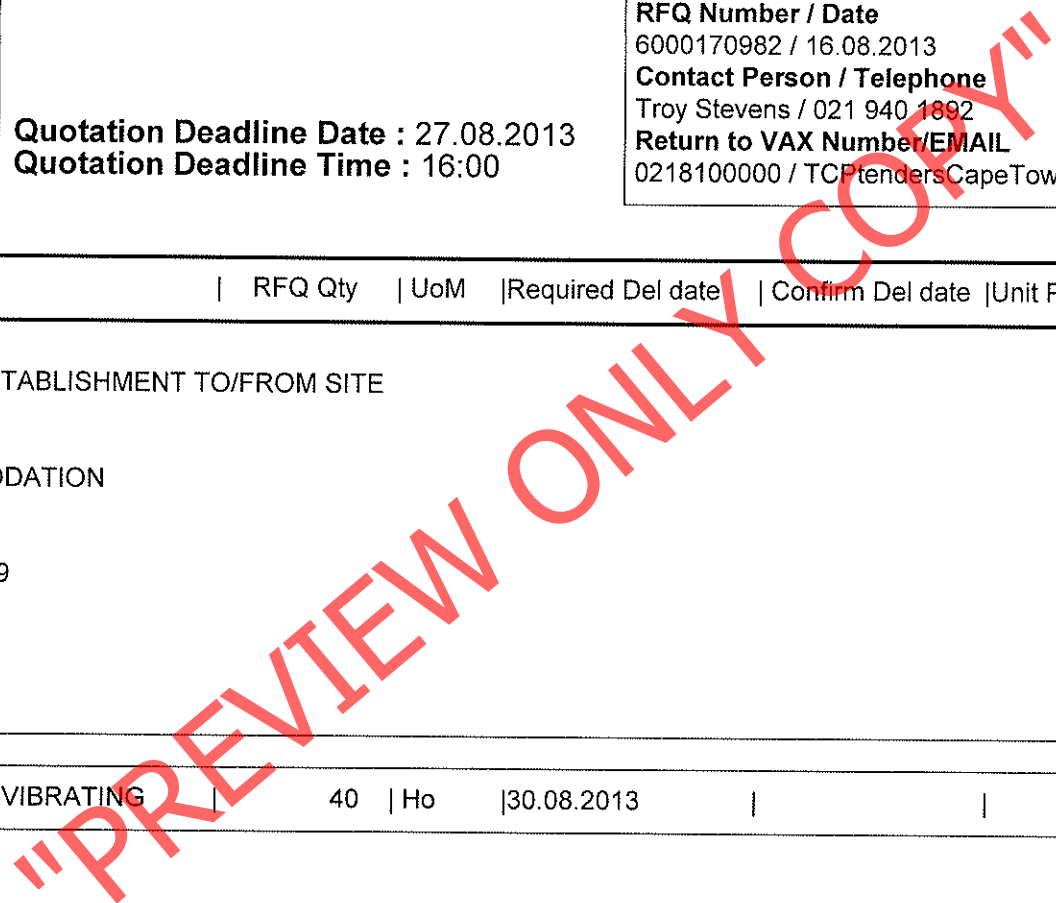 RFQ Number / Date
6000170982 / 16.08.2013
Contact Person / Telephone
Troy Stevens / 021 940 1892
Return to VAX Number/EMAIL
0218100000 / TCPtendersCapeTow
Quotation Deadline Date : 27.08.2013
Quotation Deadline Time : 16:00
| RFQ Qty | UoM |Required Del date | Confirm Del date |Unit P
TABLISHMENT TO/FROM SITE
ODATION
9
VIBRATING | 40 | Ho |30.08.2013 | |
"PREVIEW ONLY COPY"